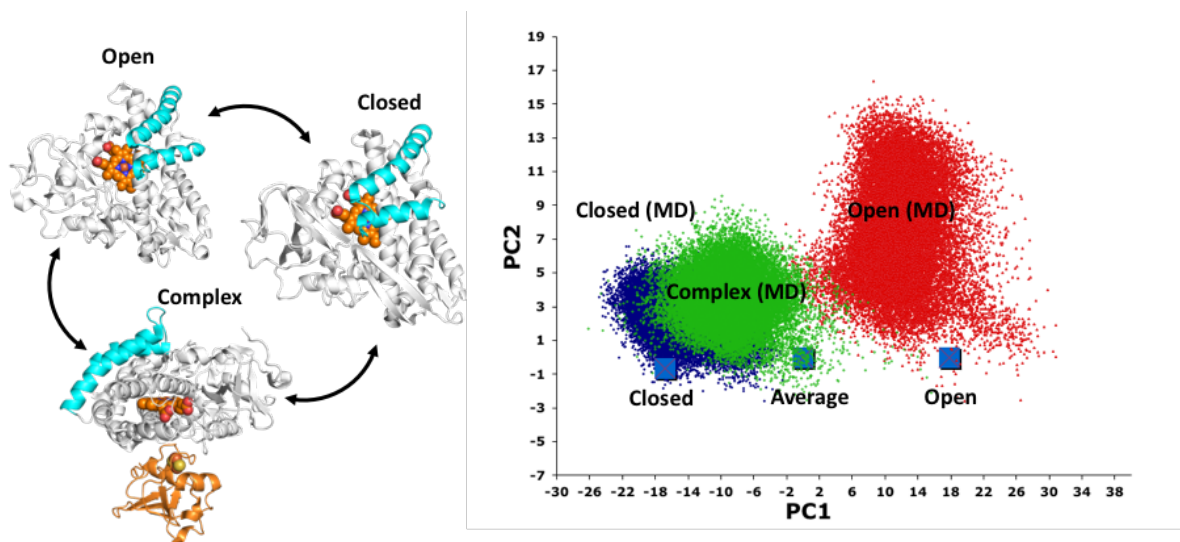 Open
Closed
Complex
PC2
19
17
15
13
11
9
7
5
3
1
-1
-3
-5
-7
Closed (MD)
Open (MD)
Complex (MD)
Closed
Average
Open
-30 -26 -22 -18 -14 -10 -6 -2 2 6 10 14 18 22 26 30 34 38
PC1